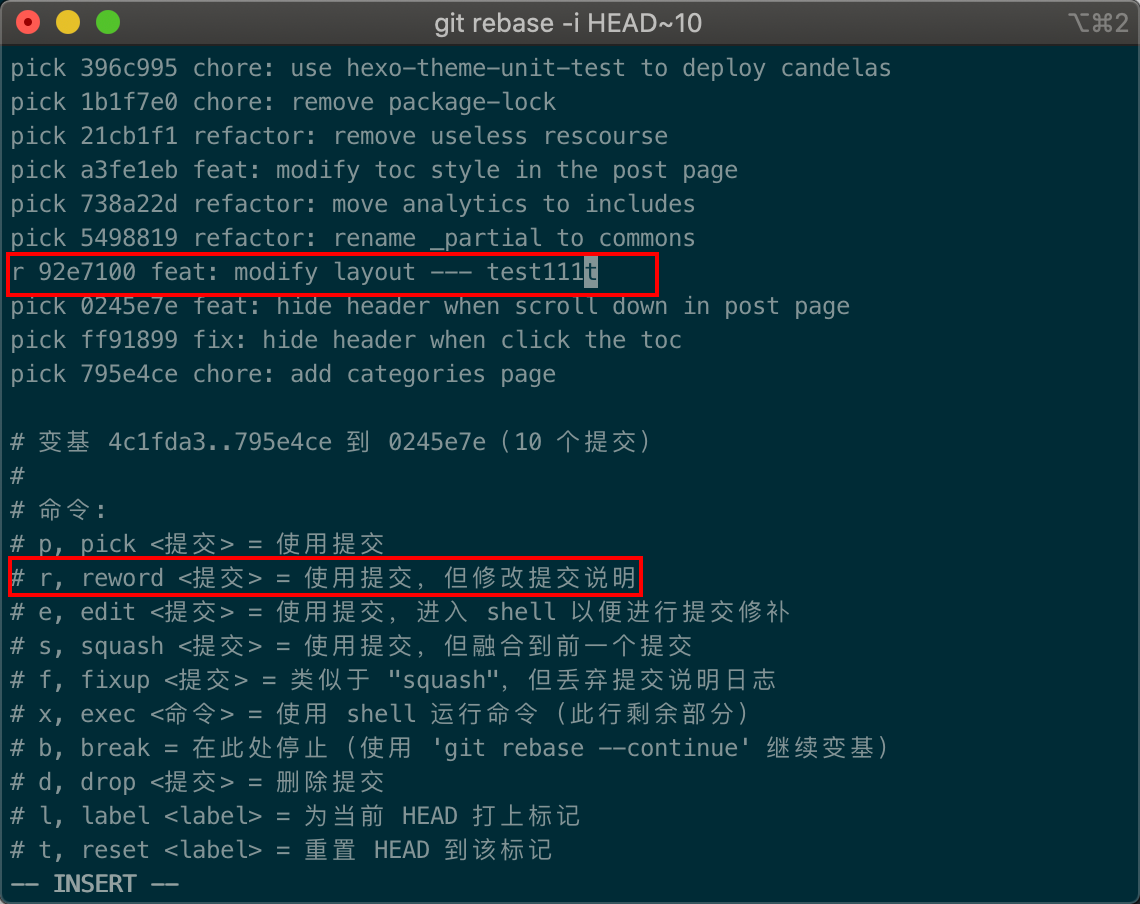 git rebase -i HEAD~10
⌥⌘2
pick 396c995 chore: use hexo-theme-unit-test to deploy candelas
pick 1b1f7e0 chore: remove package-lock
pick 21cb1f1 refactor: remove useless rescourse
pick a3fe1eb feat: modify toc style in the post page
pick 738a22d refactor: move analytics to includes
pick 5498819 refactor: rename _partial to commons
r 92e7100 feat: modify layout --- test111t
pick 0245e7e feat: hide header when scroll down in post page
pick ff91899 fix: hide header when click the toc
pick 795e4ce chore: add categories page
# 变基 4c1fda3..795e4ce 到 0245e7e（10 个提交）
#
# 命令:
# p, pick <提交> = 使用提交
# r, reword <提交> = 使用提交，但修改提交说明
# e, edit <提交> = 使用提交，进入 shell 以便进行提交修补
# s, squash <提交> = 使用提交，但融合到前一个提交
# f, fixup <提交> = 类似于 "squash"，但丢弃提交说明日志
# x, exec <命令> = 使用 shell 运行命令（此行剩余部分）
# b, break = 在此处停止（使用 'git rebase --continue' 继续变基）
# d, drop <提交> = 删除提交
# l, label <label> = 为当前 HEAD 打上标记
# t, reset <label> = 重置 HEAD 到该标记
-- INSERT --